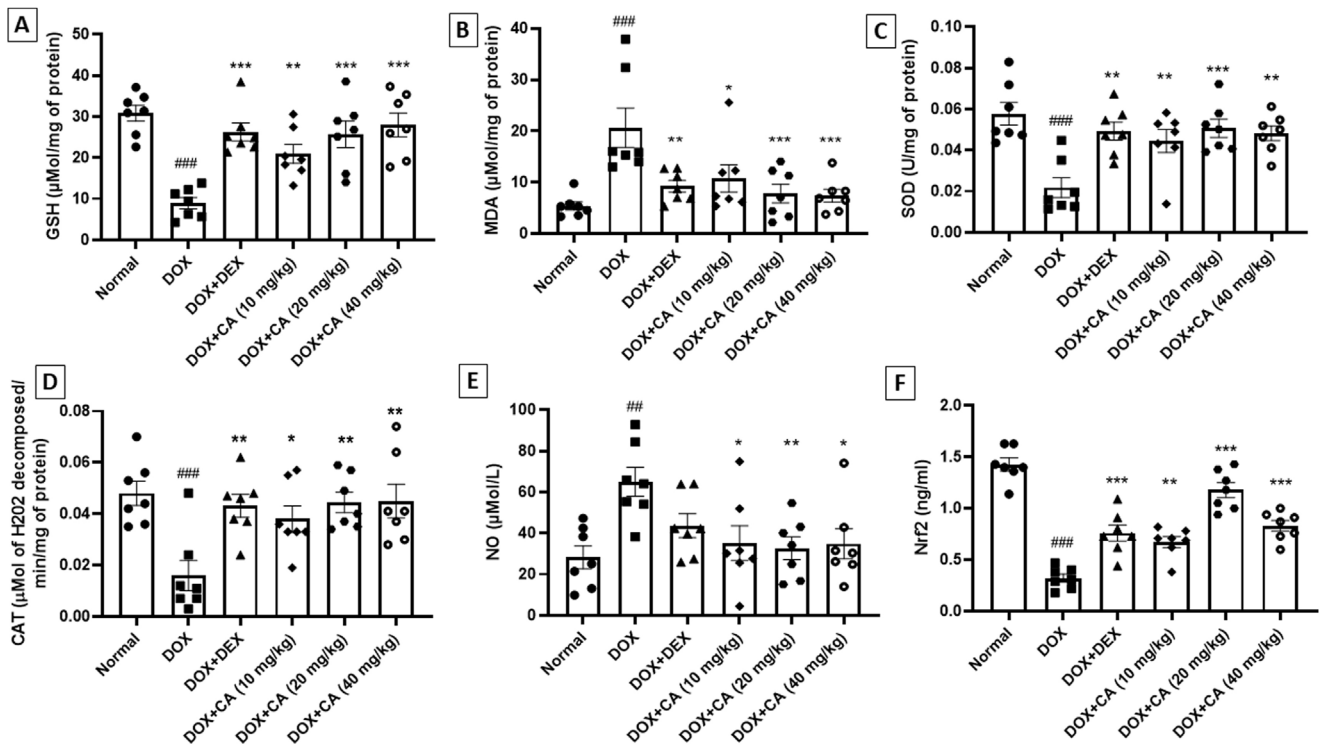 A
GSH (µMol/mg of protein)
50
40
30
20
10
0
###
***
**
***
***
Normal
DOX
DOX+DEX
DOX+CA (10 mg/kg)
DOX+CA (20 mg/kg)
DOX+CA (40 mg/kg)
B
MDA (µMol/mg of protein)
40
30
20
10
0
###
**
*
***
***
Normal
DOX
DOX+DEX
DOX+CA (10 mg/kg)
DOX+CA (20 mg/kg)
DOX+CA (40 mg/kg)
C
SOD (U/mg of protein)
0.10
0.08
0.06
0.04
0.02
0.00
###
**
**
***
**
Normal
DOX
DOX+DEX
DOX+CA (10 mg/kg)
DOX+CA (20 mg/kg)
DOX+CA (40 mg/kg)
D
CAT (µMol of H202 decomposed/
min/mg of protein)
0.08
0.06
0.04
0.02
0.00
###
**
*
**
**
Normal
DOX
DOX+DEX
DOX+CA (10 mg/kg)
DOX+CA (20 mg/kg)
DOX+CA (40 mg/kg)
E
NO (µMol/L)
100
80
60
40
20
0
##
*
**
*
Normal
DOX
DOX+DEX
DOX+CA (10 mg/kg)
DOX+CA (20 mg/kg)
DOX+CA (40 mg/kg)
F
Nrf2 (ng/ml)
2.0
1.5
1.0
0.5
0.0
###
***
**
***
***
Normal
DOX
DOX+DEX
DOX+CA (10 mg/kg)
DOX+CA (20 mg/kg)
DOX+CA (40 mg/kg)